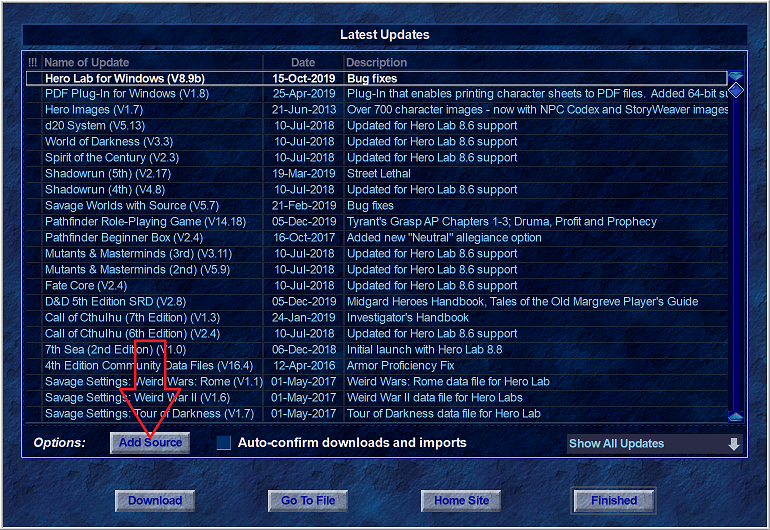 Latest Updates
!!! Name of Update Date Description
Hero Lab for Windows (V8.9b) 15-Oct-2019 Bug fixes
PDF Plug-In for Windows (V1.8) 25-Apr-2019 Plug-In that enables printing character sheets to PDF files. Added 64-bit su
Hero Images (V1.7) 21-Jun-2013 Over 700 character images - now with NPC Codex and StoryWeaver images
d20 System (V5.13) 10-Jul-2018 Updated for Hero Lab 8.6 support
World of Darkness (V3.3) 10-Jul-2018 Updated for Hero Lab 8.6 support
Spirit of the Century (V2.3) 10-Jul-2018 Updated for Hero Lab 8.6 support
Shadowrun (5th) (V2.17) 19-Mar-2019 Street Lethal
Shadowrun (4th) (V4.8) 10-Jul-2018 Updated for Hero Lab 8.6 support
Savage Worlds with Source (V5.7) 21-Feb-2019 Bug fixes
Pathfinder Role-Playing Game (V14.18) 05-Dec-2019 Tyrant's Grasp AP Chapters 1-3; Druma, Profit and Prophecy
Pathfinder Beginner Box (V2.4) 16-Oct-2017 Added new "Neutral" allegiance option
Mutants & Masterminds (3rd) (V3.11) 10-Jul-2018 Updated for Hero Lab 8.6 support
Mutants & Masterminds (2nd) (V5.9) 10-Jul-2018 Updated for Hero Lab 8.6 support
Fate Core (V2.4) 10-Jul-2018 Updated for Hero Lab 8.6 support
D&D 5th Edition SRD (V2.8) 05-Dec-2019 Midgard Heroes Handbook, Tales of the Old Margreve Player's Guide
Call of Cthulhu (7th Edition) (V1.3) 24-Jan-2019 Investigator's Handbook
Call of Cthulhu (6th Edition) (V2.4) 10-Jul-2018 Updated for Hero Lab 8.6 support
7th Sea (2nd Edition) (V1.0) 06-Dec-2018 Initial launch with Hero Lab 8.8
4th Edition Community Data Files (V16.4) 12-Apr-2016 Armor Proficiency Fix
Savage Settings: Weird Wars: Rome (V1.1) 01-May-2017 Weird Wars: Rome data file for Hero Lab
Savage Settings: Weird War II (V1.6) 01-May-2017 Weird War II data file for Hero Labs
Savage Settings: Tour of Darkness (V1.7) 01-May-2017 Tour of Darkness data file for Hero Lab
Options: Add Source Auto-confirm downloads and imports Show All Updates
Download Go To File Home Site Finished